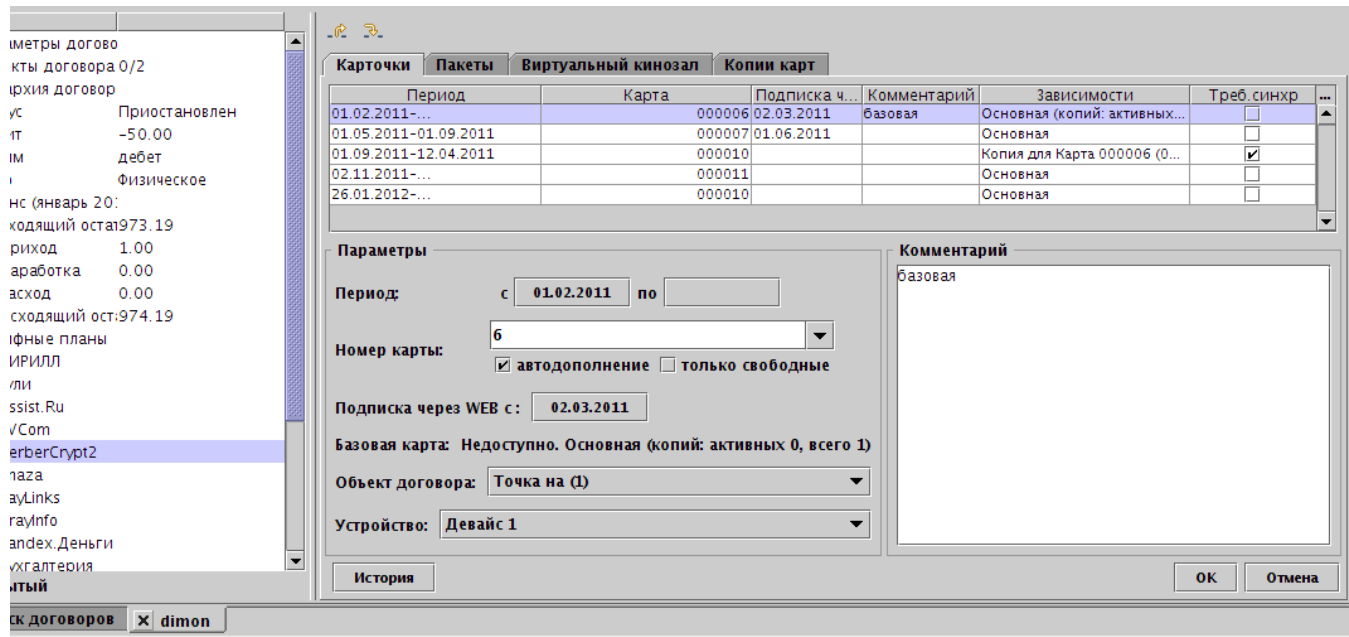 Карточки Пакеты Виртуальный кинозал Копии карт
Период Карта Подписка ч... Комментарий Зависимости Треб.синхр ...
01.02.2011-... 000006 02.03.2011 базовая Основная (копий: активных...
01.05.2011-01.09.2011 000007 01.06.2011 Основная
01.09.2011-12.04.2011 000010 Копия для Карта 000006 (0...
02.11.2011-... 000011 Основная
26.01.2012-... 000010 Основная
аметры догово
кты договора 0/2
архия договор
ус Приостановлен
ит -50.00
им дебет
Физическое
нс (январь 20
ходящий остат 973.19
риход 1.00
аработка 0.00
асход 0.00
сходящий ост 974.19
ифные планы
ИРИЛЛ
ули
ssist.Ru
Com
erberCrypt2
naza
ayLinks
rayInfo
andex.Деньги
ухгалтерия
ытый
Параметры
Период: с 01.02.2011 по
Номер карты: 6
автодополнение только свободные
Подписка через WEB с: 02.03.2011
Базовая карта: Недоступно. Основная (копий: активных 0, всего 1)
Объект договора: Точка на (1)
Устройство: Девайс 1
Комментарий
базовая
История OK Отмена
ск договоров dimon